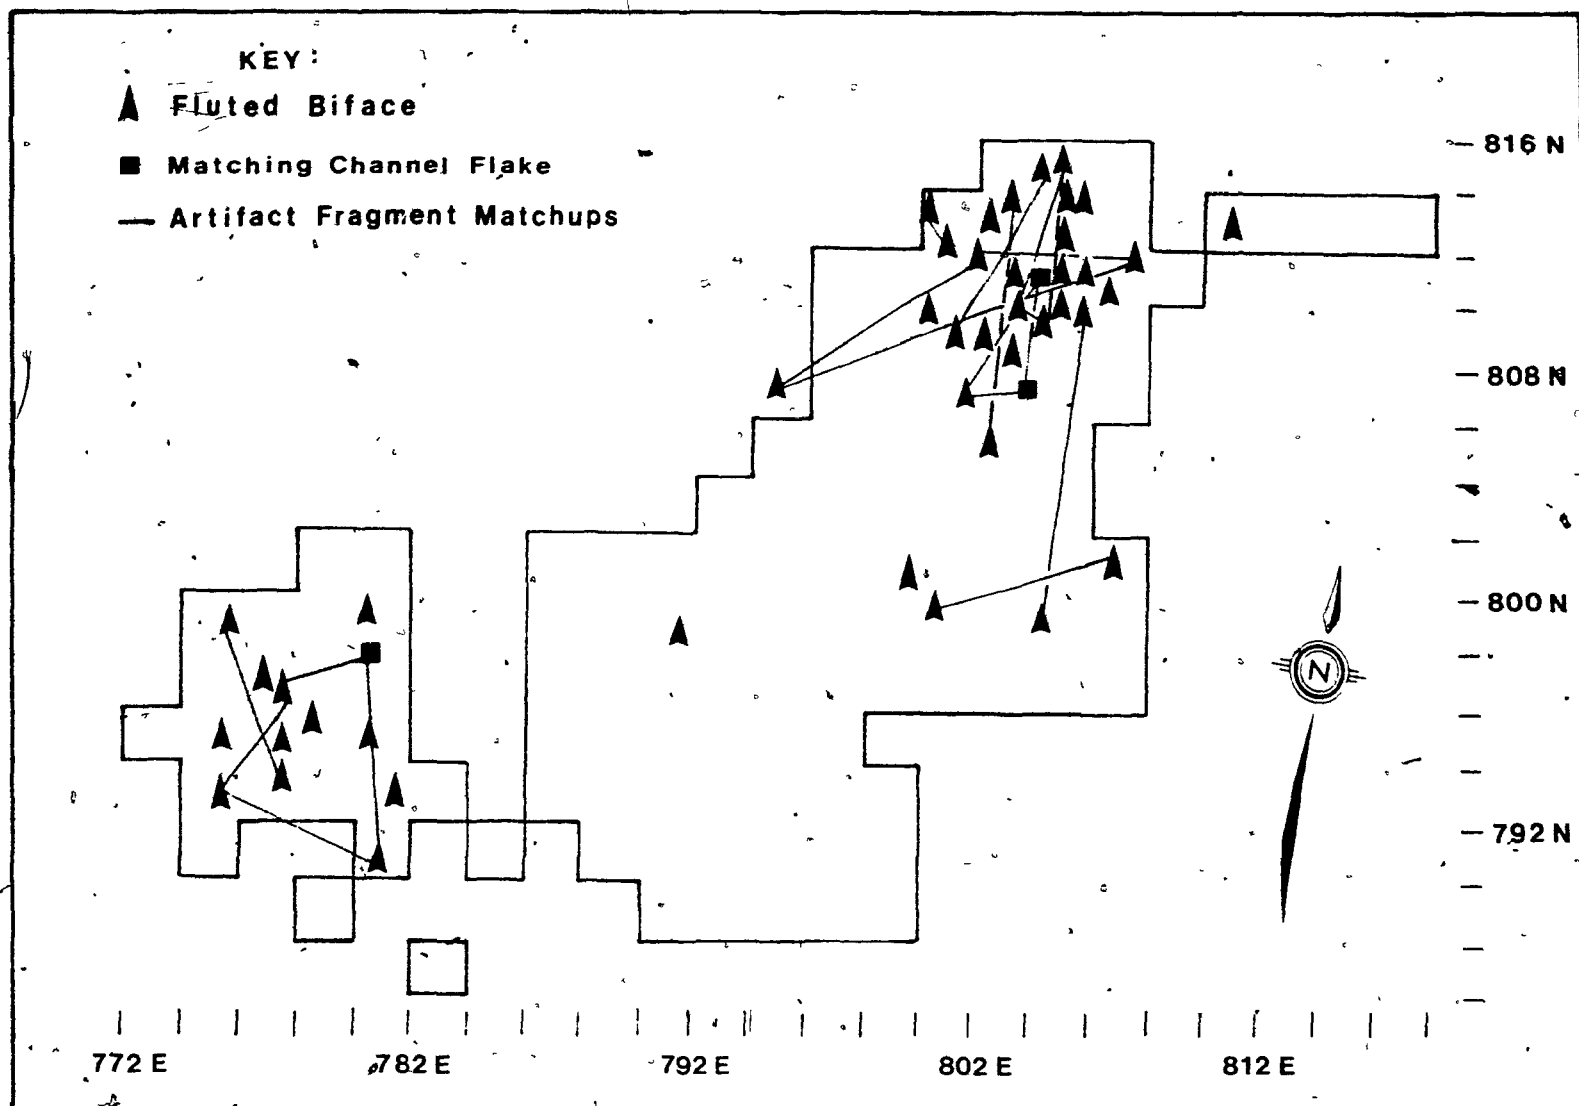 KEY:
Fluted Biface
Matching Channel Flake
Artifact Fragment Matchups
816 N
808 N
800 N
N
792 N
772 E
782 E
792 E
802 E
812 E